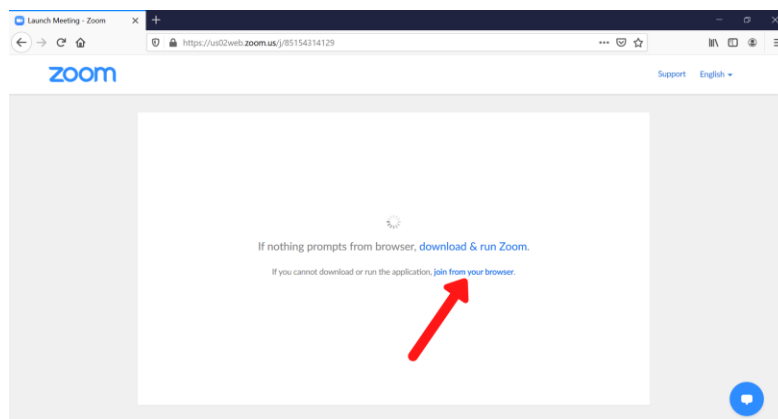 Launch Meeting - Zoom
https://us02web.zoom.us/j/85154314129
zoom
Support English
If nothing prompts from browser, download & run Zoom.
If you cannot download or run the application, join from your browser.